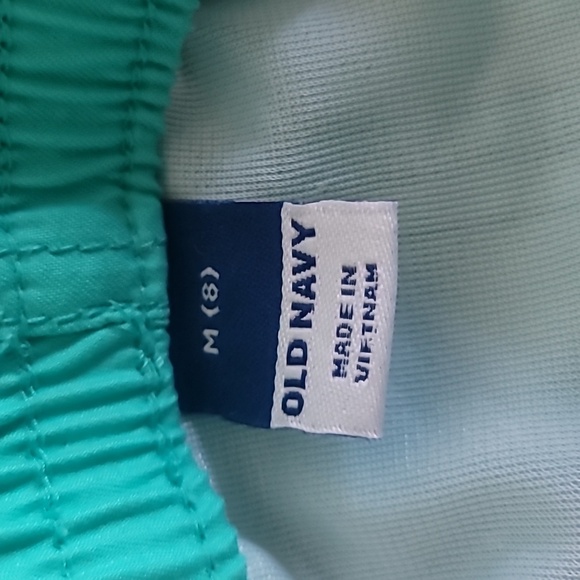 M (8)
OLD NAVY
MADE IN
VIETNAM